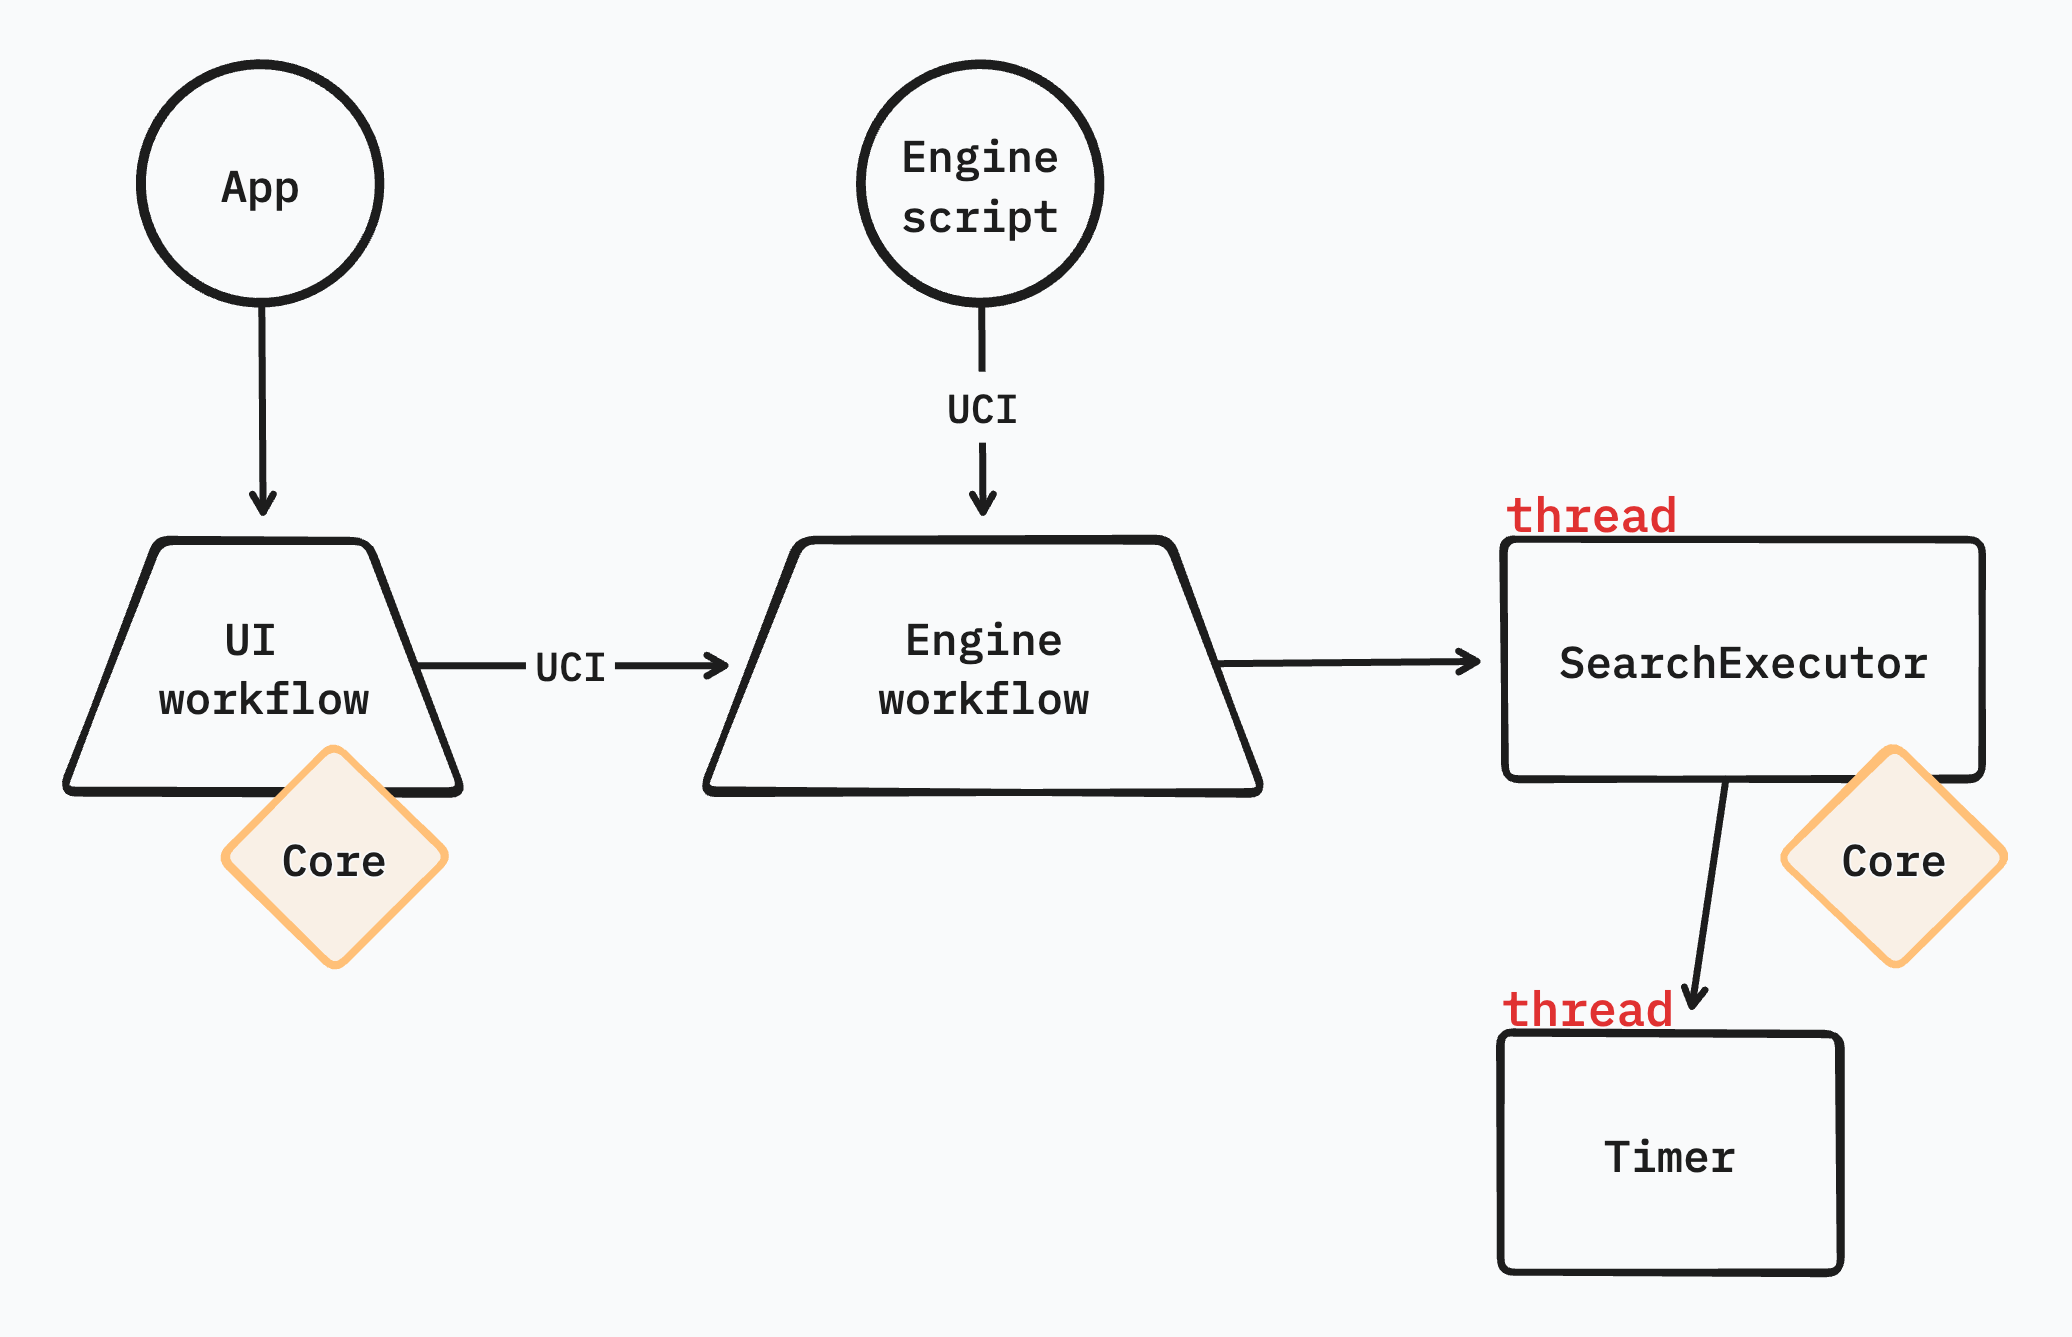 App
Engine
script
UCI
thread
UI
workflow
UCI
Engine
workflow
SearchExecutor
Core
Core
thread
Timer